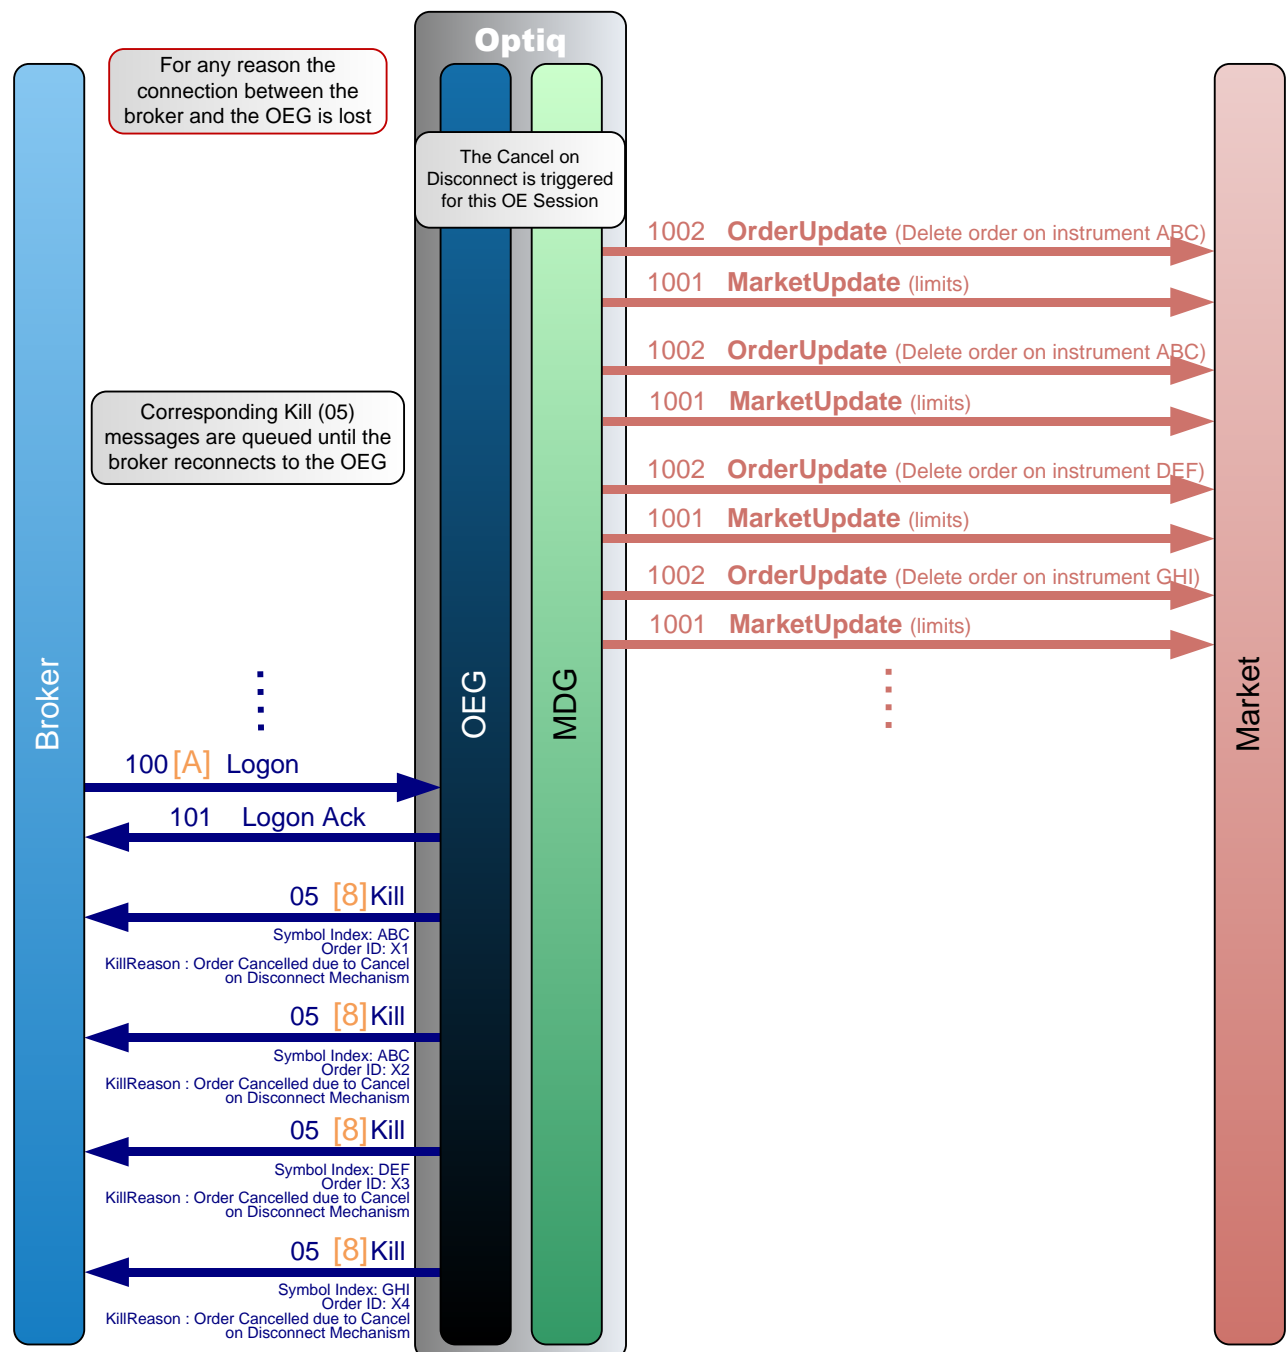 Optiq
For any reason the
connection between the
broker and the OEG is lost
The Cancel on
Disconnect is triggered
for this OE Session
1002 OrderUpdate (Delete order on instrument ABC)
1001 MarketUpdate (limits)
1002 OrderUpdate (Delete order on instrument ABC)
1001 MarketUpdate (limits)
Corresponding Kill (05)
messages are queued until the
broker reconnects to the OEG
1002 OrderUpdate (Delete order on instrument DEF)
1001 MarketUpdate (limits)
1002 OrderUpdate (Delete order on instrument GHI)
1001 MarketUpdate (limits)
Broker
OEG
MDG
Market
100 [A] Logon
101 Logon Ack
05 [8] Kill
Symbol Index: ABC
Order ID: X1
KillReason : Order Cancelled due to Cancel
on Disconnect Mechanism
05 [8] Kill
Symbol Index: ABC
Order ID: X2
KillReason : Order Cancelled due to Cancel
on Disconnect Mechanism
05 [8] Kill
Symbol Index: DEF
Order ID: X3
KillReason : Order Cancelled due to Cancel
on Disconnect Mechanism
05 [8] Kill
Symbol Index: GHI
Order ID: X4
KillReason : Order Cancelled due to Cancel
on Disconnect Mechanism